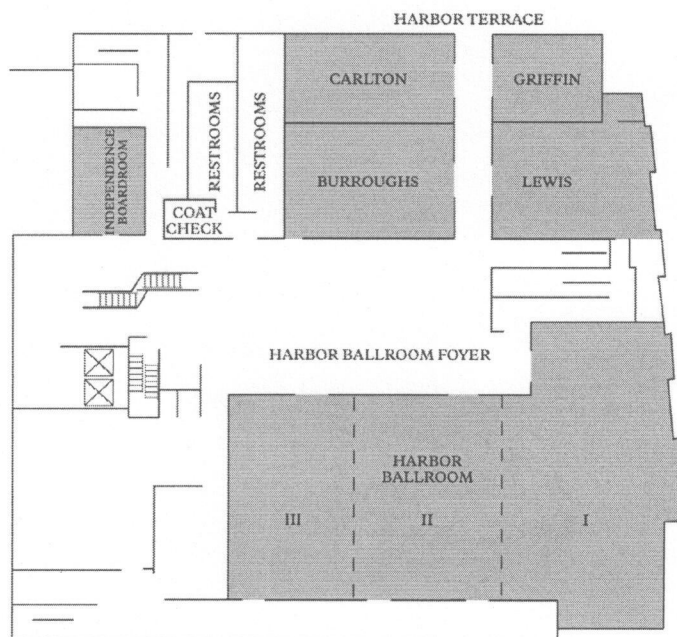 HARBOR TERRACE
CARLTON
GRIFFIN
INDEPENDENCE
BOARDROOM
RESTROOMS
RESTROOMS
BURROUGHS
LEWIS
COAT
CHECK
HARBOR BALLROOM FOYER
HARBOR
BALLROOM
III
II
I